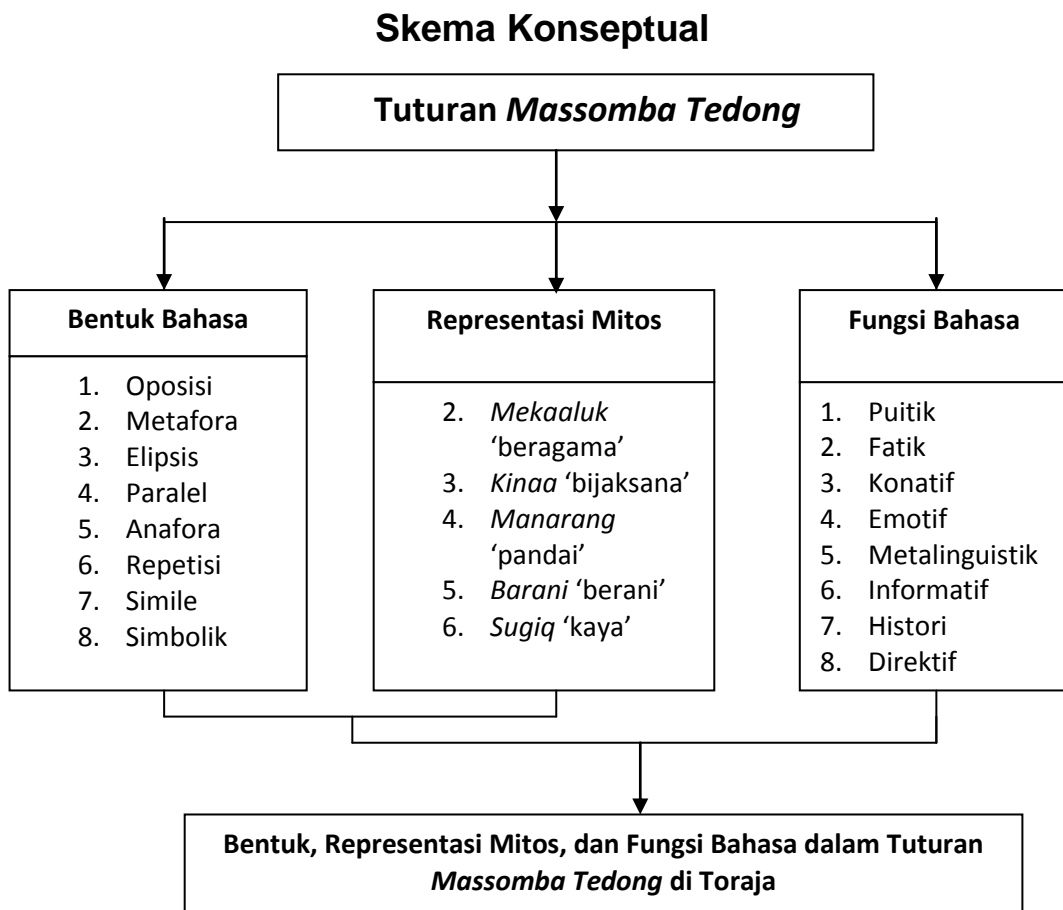 Skema Konseptual
Tuturan Massomba Tedong
Bentuk Bahasa
1. Oposisi
2. Metafora
3. Elipsis
4. Paralel
5. Anafora
6. Repetisi
7. Simile
8. Simbolik
Representasi Mitos
2. Mekaaluk
‘beragama’
3. Kinaa ‘bijaksana’
4. Manarang
‘pandai’
5. Barani ‘berani’
6. Sugiq ‘kaya’
Fungsi Bahasa
1. Puitik
2. Fatik
3. Konatif
4. Emotif
5. Metalinguistik
6. Informatif
7. Histori
8. Direktif
Bentuk, Representasi Mitos, dan Fungsi Bahasa dalam Tuturan
Massomba Tedong di Toraja